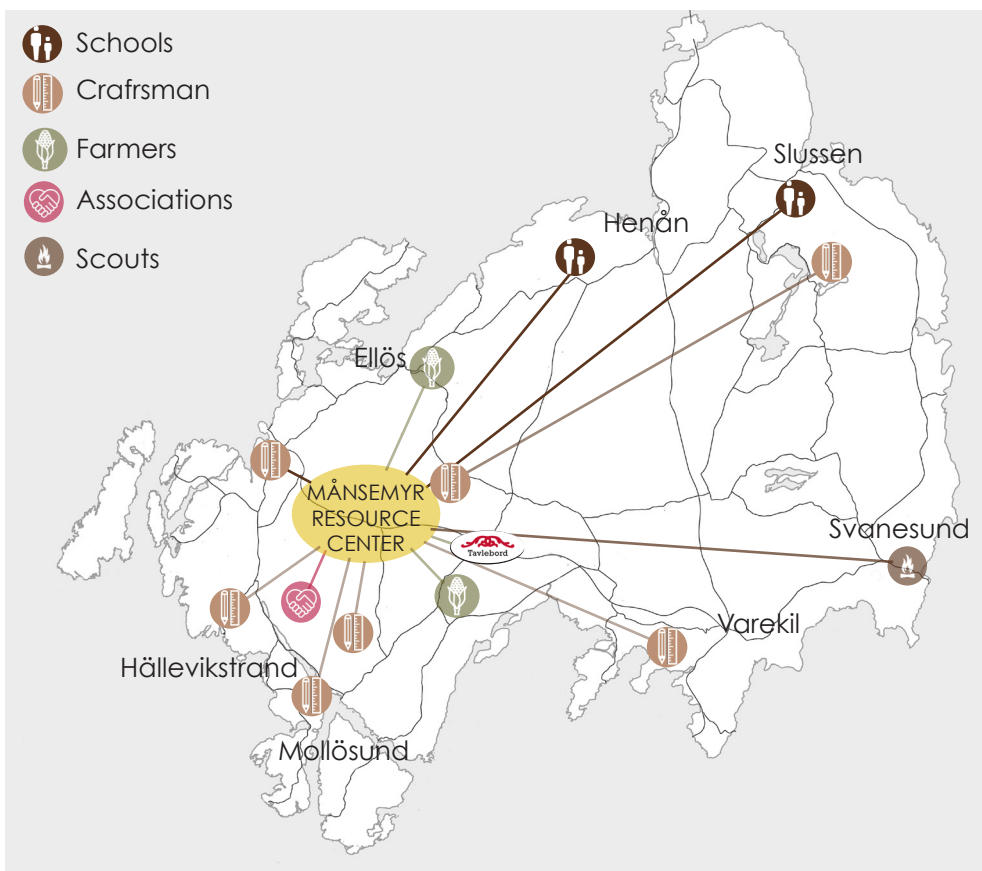 Schools
Crafrsman
Farmers
Associations
Scouts
Slussen
Henån
Ellös
MÅNSEMYR
RESOURCE
CENTER
Tavlebord
Svanesund
Varekil
Hällevikstrand
Mollösund